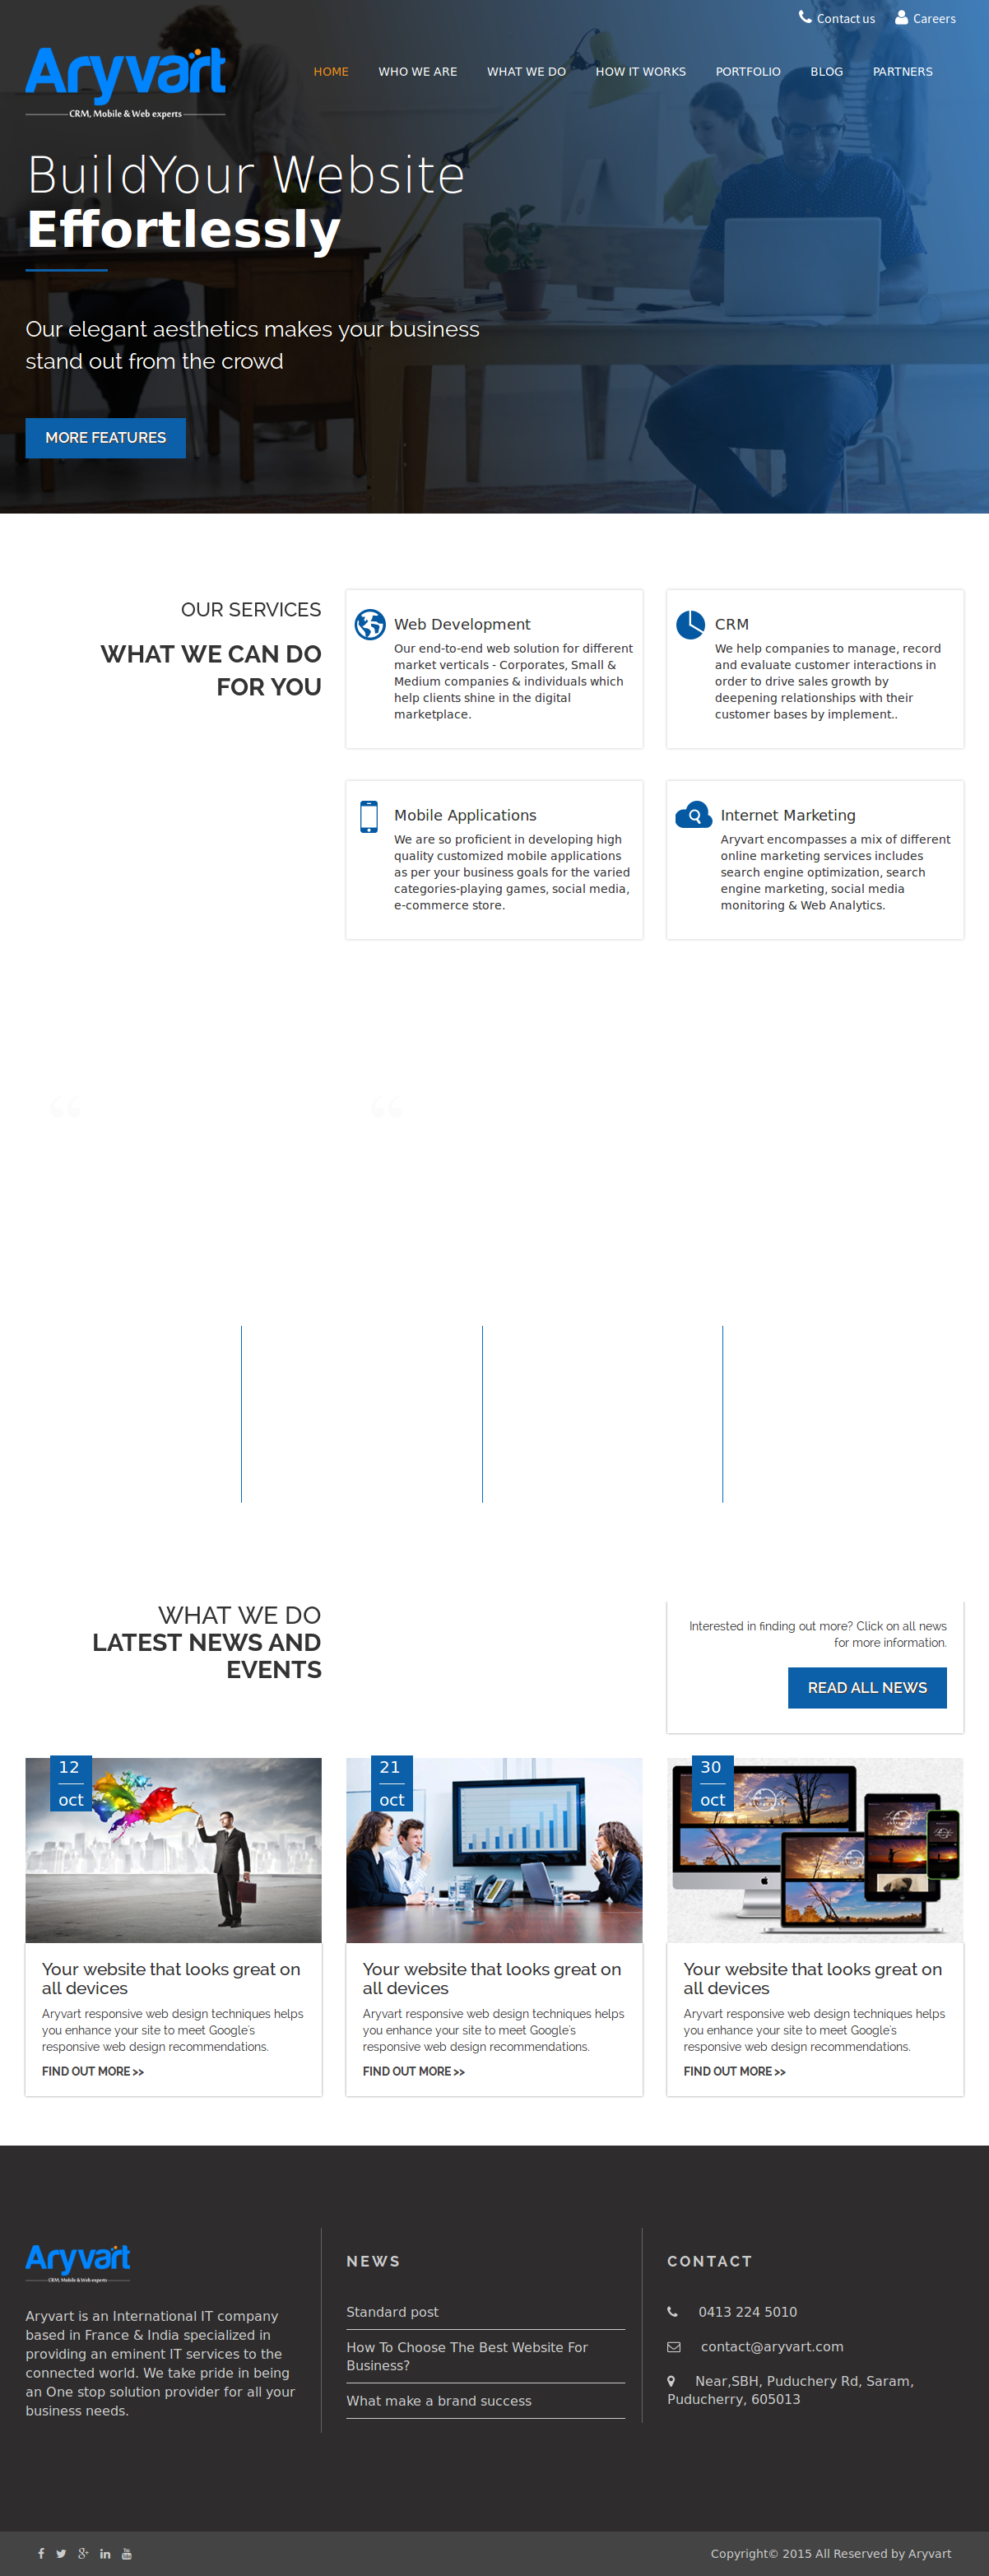 Contact us
Careers
Aryvart
CRM, Mobile & Web experts
HOME
WHO WE ARE
WHAT WE DO
HOW IT WORKS
PORTFOLIO
BLOG
PARTNERS
BuildYour Website
Effortlessly
Our elegant aesthetics makes your business
stand out from the crowd
MORE FEATURES
OUR SERVICES
WHAT WE CAN DO
FOR YOU
Web Development
Our end-to-end web solution for different
market verticals - Corporates, Small &
Medium companies & individuals which
help clients shine in the digital
marketplace.
CRM
We help companies to manage, record
and evaluate customer interactions in
order to drive sales growth by
deepening relationships with their
customer bases by implement..
Mobile Applications
We are so proficient in developing high
quality customized mobile applications
as per your business goals for the varied
categories-playing games, social media,
e-commerce store.
Internet Marketing
Aryvart encompasses a mix of different
online marketing services includes
search engine optimization, search
engine marketing, social media
monitoring & Web Analytics.
WHAT WE DO
LATEST NEWS AND
EVENTS
Interested in finding out more? Click on all news
for more information.
READ ALL NEWS
12
oct
21
oct
30
oct
Your website that looks great on
all devices
Aryvart responsive web design techniques helps
you enhance your site to meet Google's
responsive web design recommendations.
FIND OUT MORE >>
Your website that looks great on
all devices
Aryvart responsive web design techniques helps
you enhance your site to meet Google's
responsive web design recommendations.
FIND OUT MORE >>
Your website that looks great on
all devices
Aryvart responsive web design techniques helps
you enhance your site to meet Google's
responsive web design recommendations.
FIND OUT MORE >>
Aryvart
CRM, Mobile & Web experts
Aryvart is an International IT company
based in France & India specialized in
providing an eminent IT services to the
connected world. We take pride in being
an One stop solution provider for all your
business needs.
NEWS
Standard post
How To Choose The Best Website For
Business?
What make a brand success
CONTACT
0413 224 5010
contact@aryvart.com
Near,SBH, Puduchery Rd, Saram,
Puducherry, 605013
Copyright© 2015 All Reserved by Aryvart